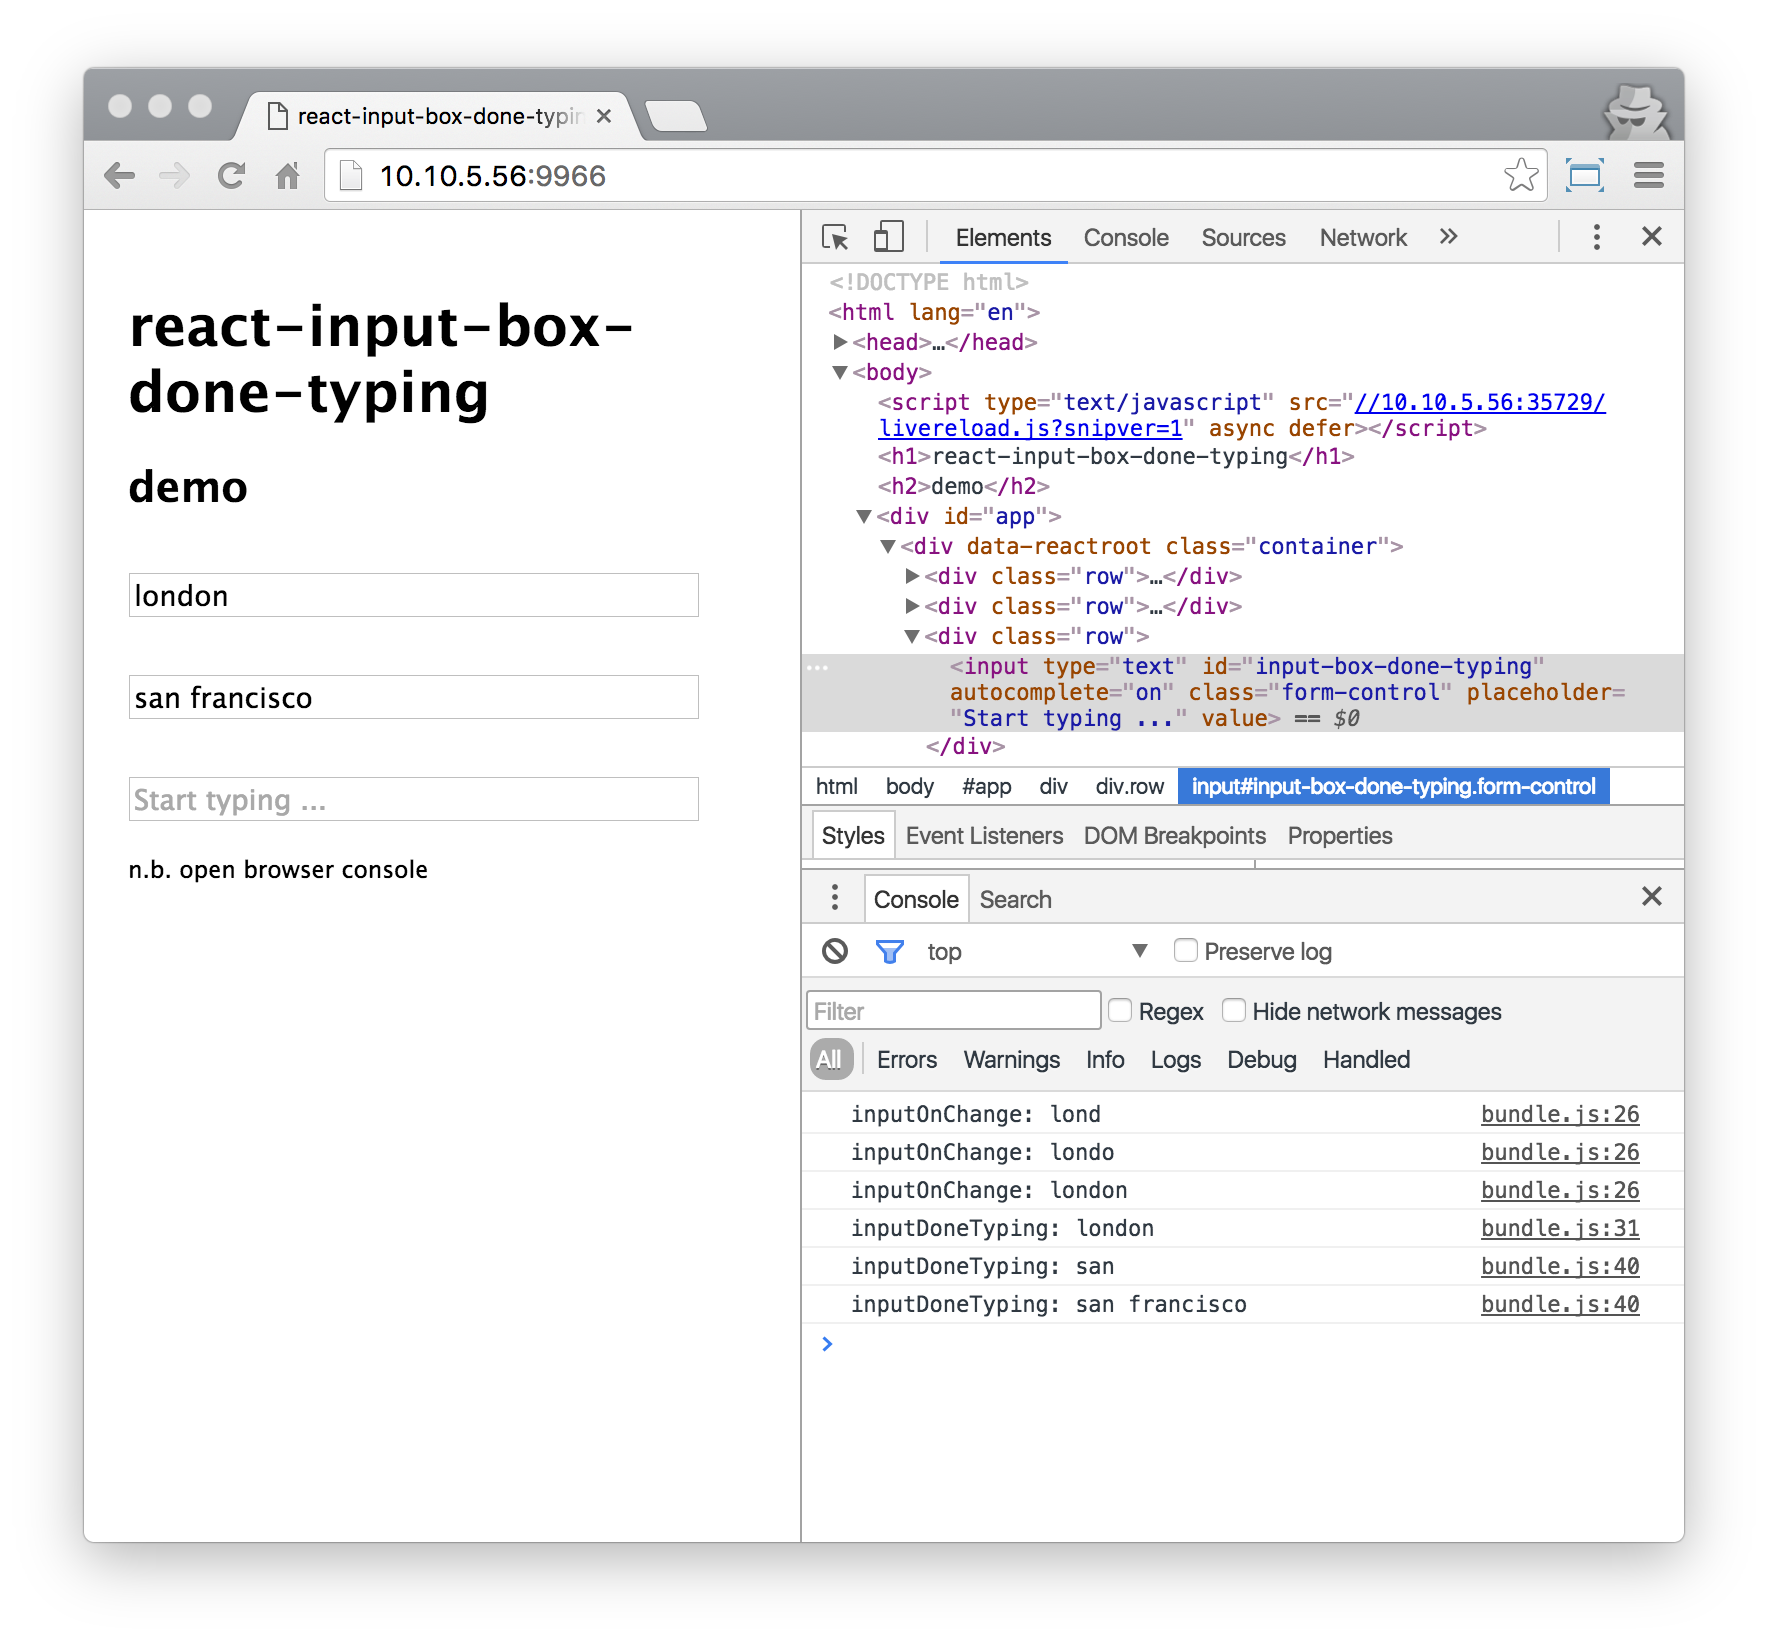 react-input-box-done-typin
10.10.5.56:9966
react-input-box-
done-typing
demo
london
san francisco
Start typing ...
n.b. open browser console
Elements Console Sources Network »
<!DOCTYPE html>
<html lang="en">
<head>…</head>
<body>
<script type="text/javascript" src="//10.10.5.56:35729/
livereload.js?snipver=1" async defer></script>
<h1>react-input-box-done-typing</h1>
<h2>demo</h2>
<div id="app">
<div data-reactroot class="container">
<div class="row">…</div>
<div class="row">…</div>
<div class="row">
<input type="text" id="input-box-done-typing"
autocomplete="on" class="form-control" placeholder=
"Start typing ..." value> == $0
</div>
html body #app div div.row input#input-box-done-typing.form-control
Styles Event Listeners DOM Breakpoints Properties
Console Search
top Preserve log
Filter Regex Hide network messages
All Errors Warnings Info Logs Debug Handled
inputOnChange: lond bundle.js:26
inputOnChange: londo bundle.js:26
inputOnChange: london bundle.js:26
inputDoneTyping: london bundle.js:31
inputDoneTyping: san bundle.js:40
inputDoneTyping: san francisco bundle.js:40